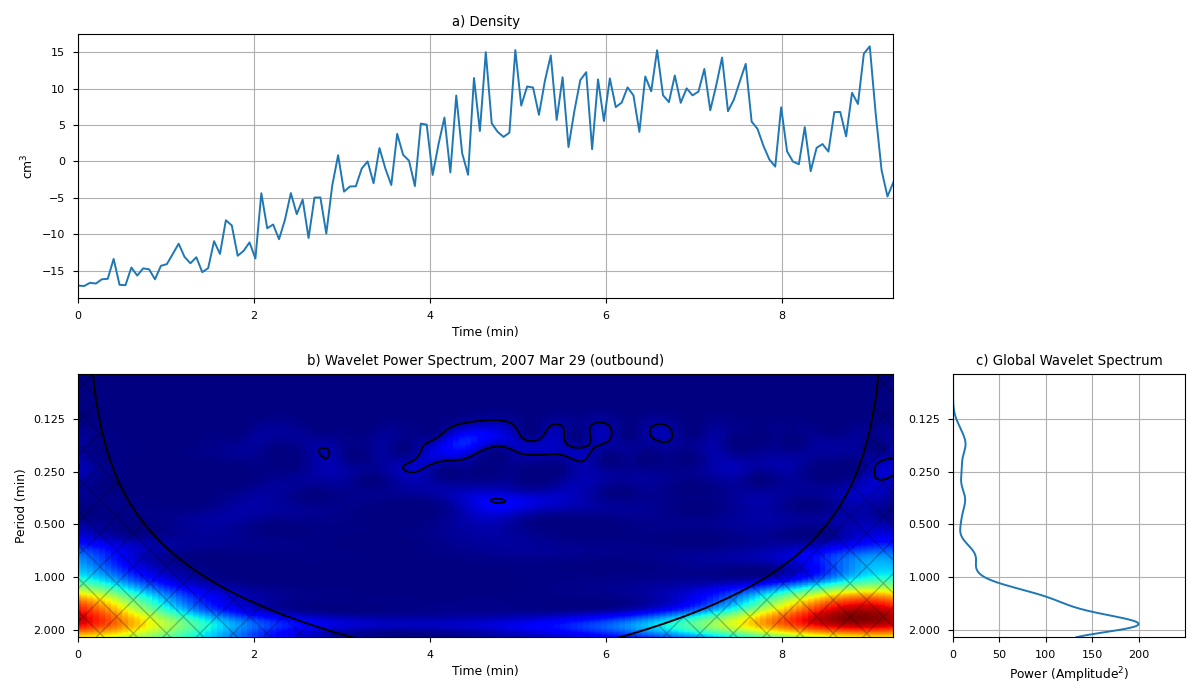 a) Density
15
10
5
0
−5
−10
−15
cm³
0 2 4 6 8
Time (min)
b) Wavelet Power Spectrum, 2007 Mar 29 (outbound)
0.125
0.250
0.500
1.000
2.000
Period (min)
0 2 4 6 8
Time (min)
c) Global Wavelet Spectrum
0.125
0.250
0.500
1.000
2.000
0 50 100 150 200
Power (Amplitude²)